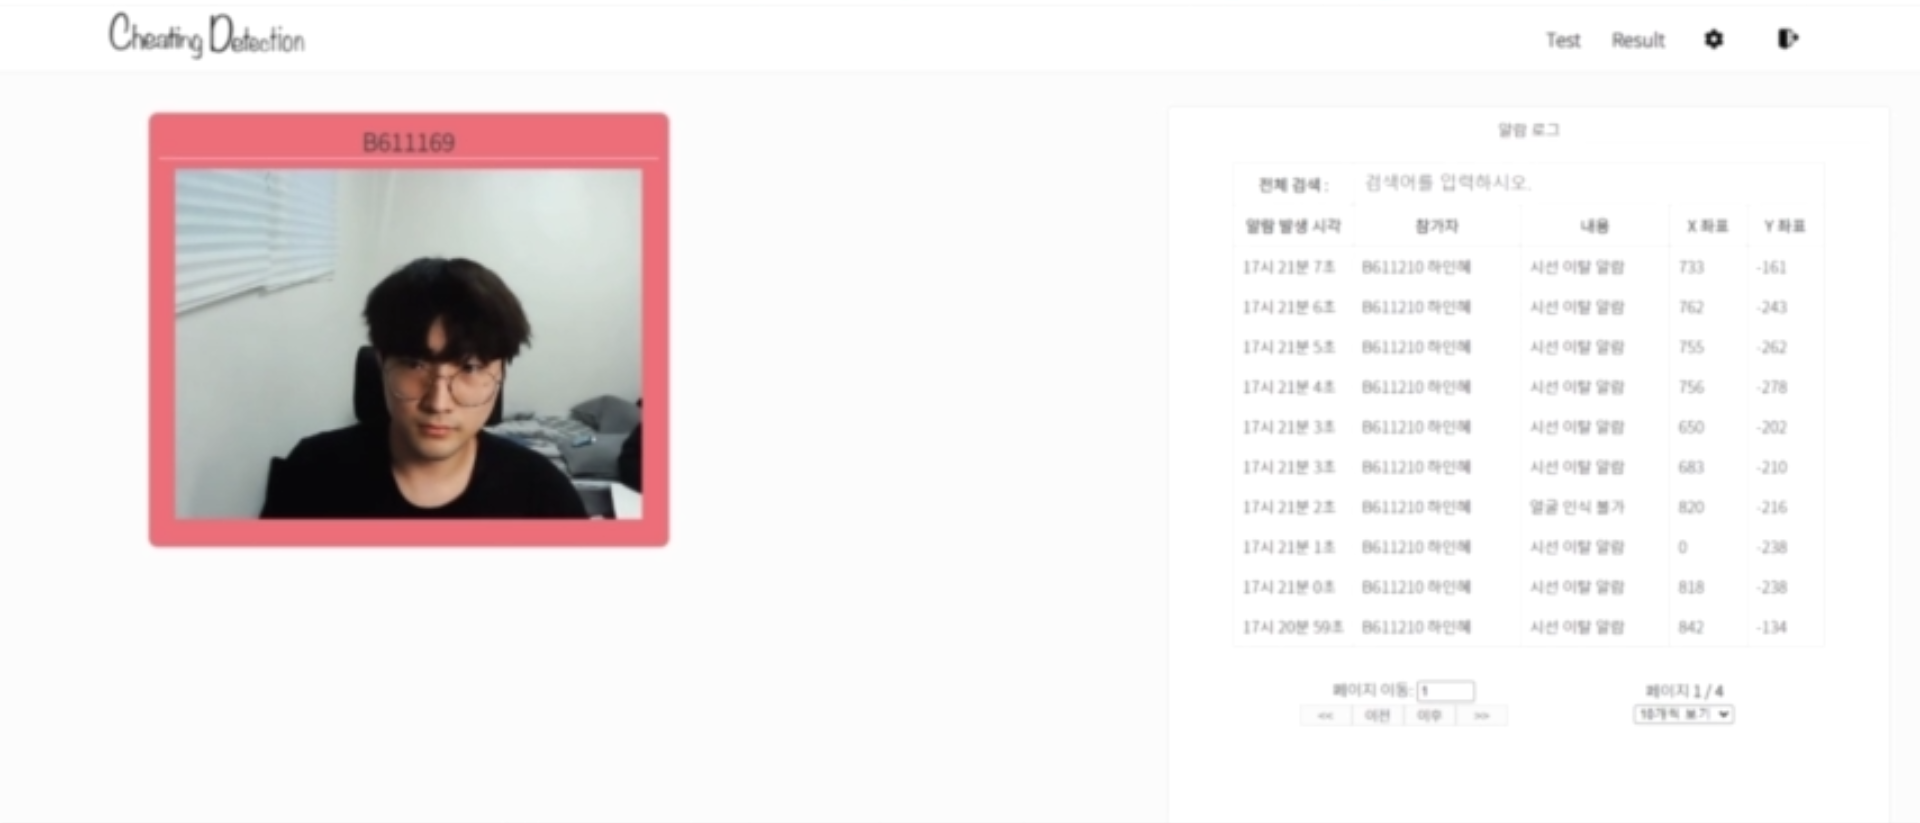 Cheating Detection
Test Result
B611169
알람 로그
전체 검색 : 검색어를 입력하시오.
알람 발생 시각 참가자 내용 X 좌표 Y 좌표
17시 21분 7초 B611210 하인혜 시선 이탈 알람 733 -161
17시 21분 6초 B611210 하인혜 시선 이탈 알람 762 -243
17시 21분 5초 B611210 하인혜 시선 이탈 알람 755 -262
17시 21분 4초 B611210 하인혜 시선 이탈 알람 756 -278
17시 21분 3초 B611210 하인혜 시선 이탈 알람 650 -202
17시 21분 3초 B611210 하인혜 시선 이탈 알람 683 -210
17시 21분 2초 B611210 하인혜 얼굴 인식 불가 820 -216
17시 21분 1초 B611210 하인혜 시선 이탈 알람 0 -238
17시 21분 0초 B611210 하인혜 시선 이탈 알람 818 -238
17시 20분 59초 B611210 하인혜 시선 이탈 알람 842 -134
페이지 이동: 1 페이지 1 / 4
<< 이전 이후 >> 10개씩 보기